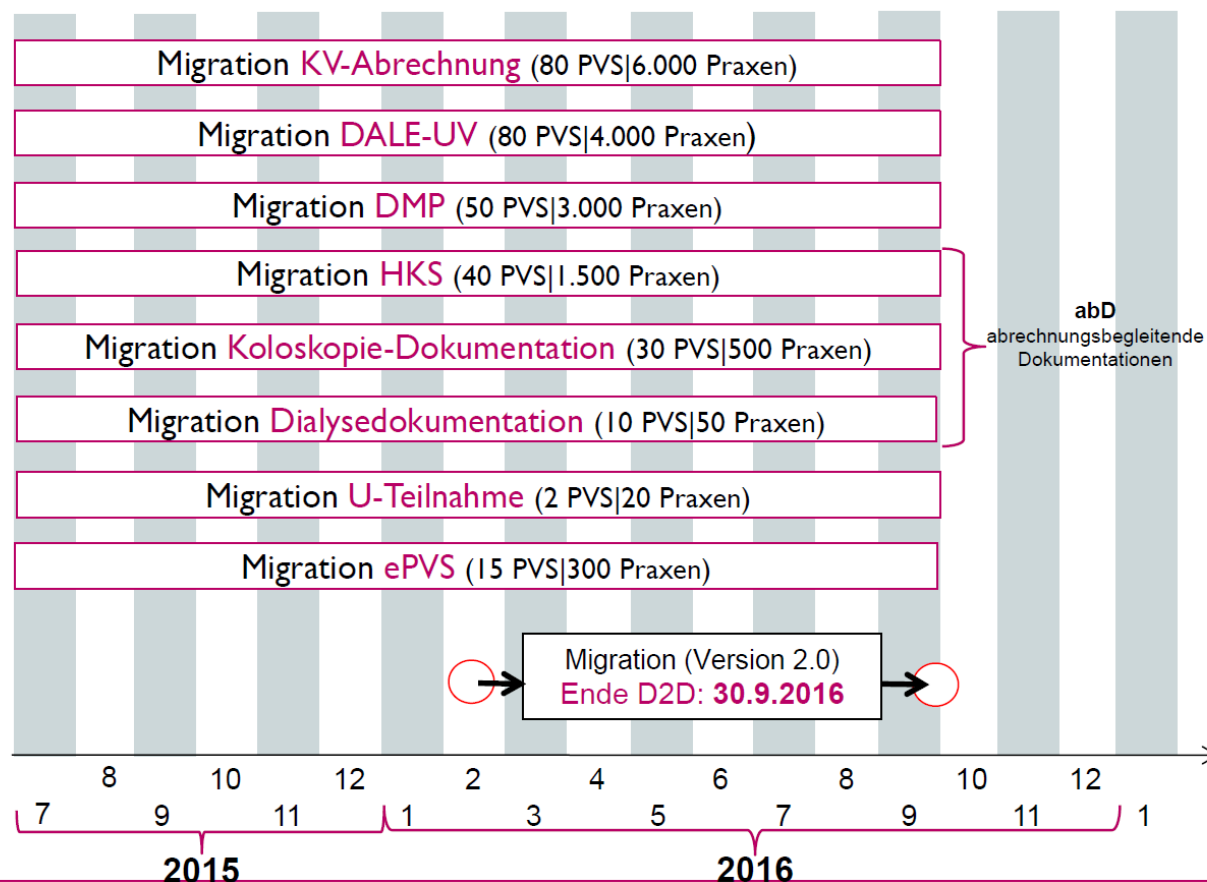 Migration KV-Abrechnung (80 PVS|6.000 Praxen)
Migration DALE-UV (80 PVS|4.000 Praxen)
Migration DMP (50 PVS|3.000 Praxen)
Migration HKS (40 PVS|1.500 Praxen)
Migration Koloskopie-Dokumentation (30 PVS|500 Praxen)
Migration Dialysedokumentation (10 PVS|50 Praxen)
abD
abrechnungsbegleitende
Dokumentationen
Migration U-Teilnahme (2 PVS|20 Praxen)
Migration ePVS (15 PVS|300 Praxen)
Migration (Version 2.0)
Ende D2D: 30.9.2016
8 10 12 2 4 6 8 10 12
7 9 11 1 3 5 7 9 11 1
2015 2016